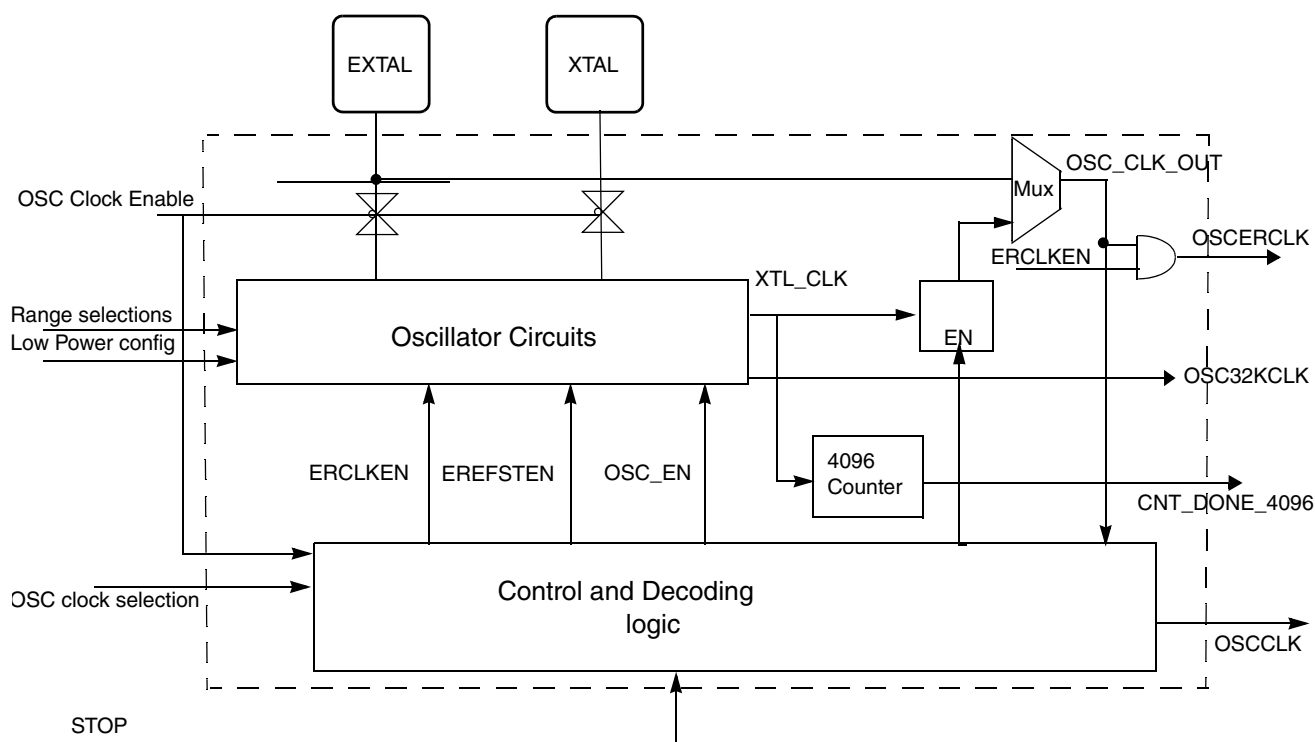 EXTAL
XTAL
OSC_CLK_OUT
Mux
OSC Clock Enable
OSCERCLK
ERCLKEN
XTL_CLK
Range selections
Oscillator Circuits
EN
Low Power config
OSC32KCLK
ERCLKEN
EREFSTEN
OSC_EN
4096
Counter
CNT_DONE_4096
Control and Decoding
logic
OSC clock selection
OSCCLK
STOP